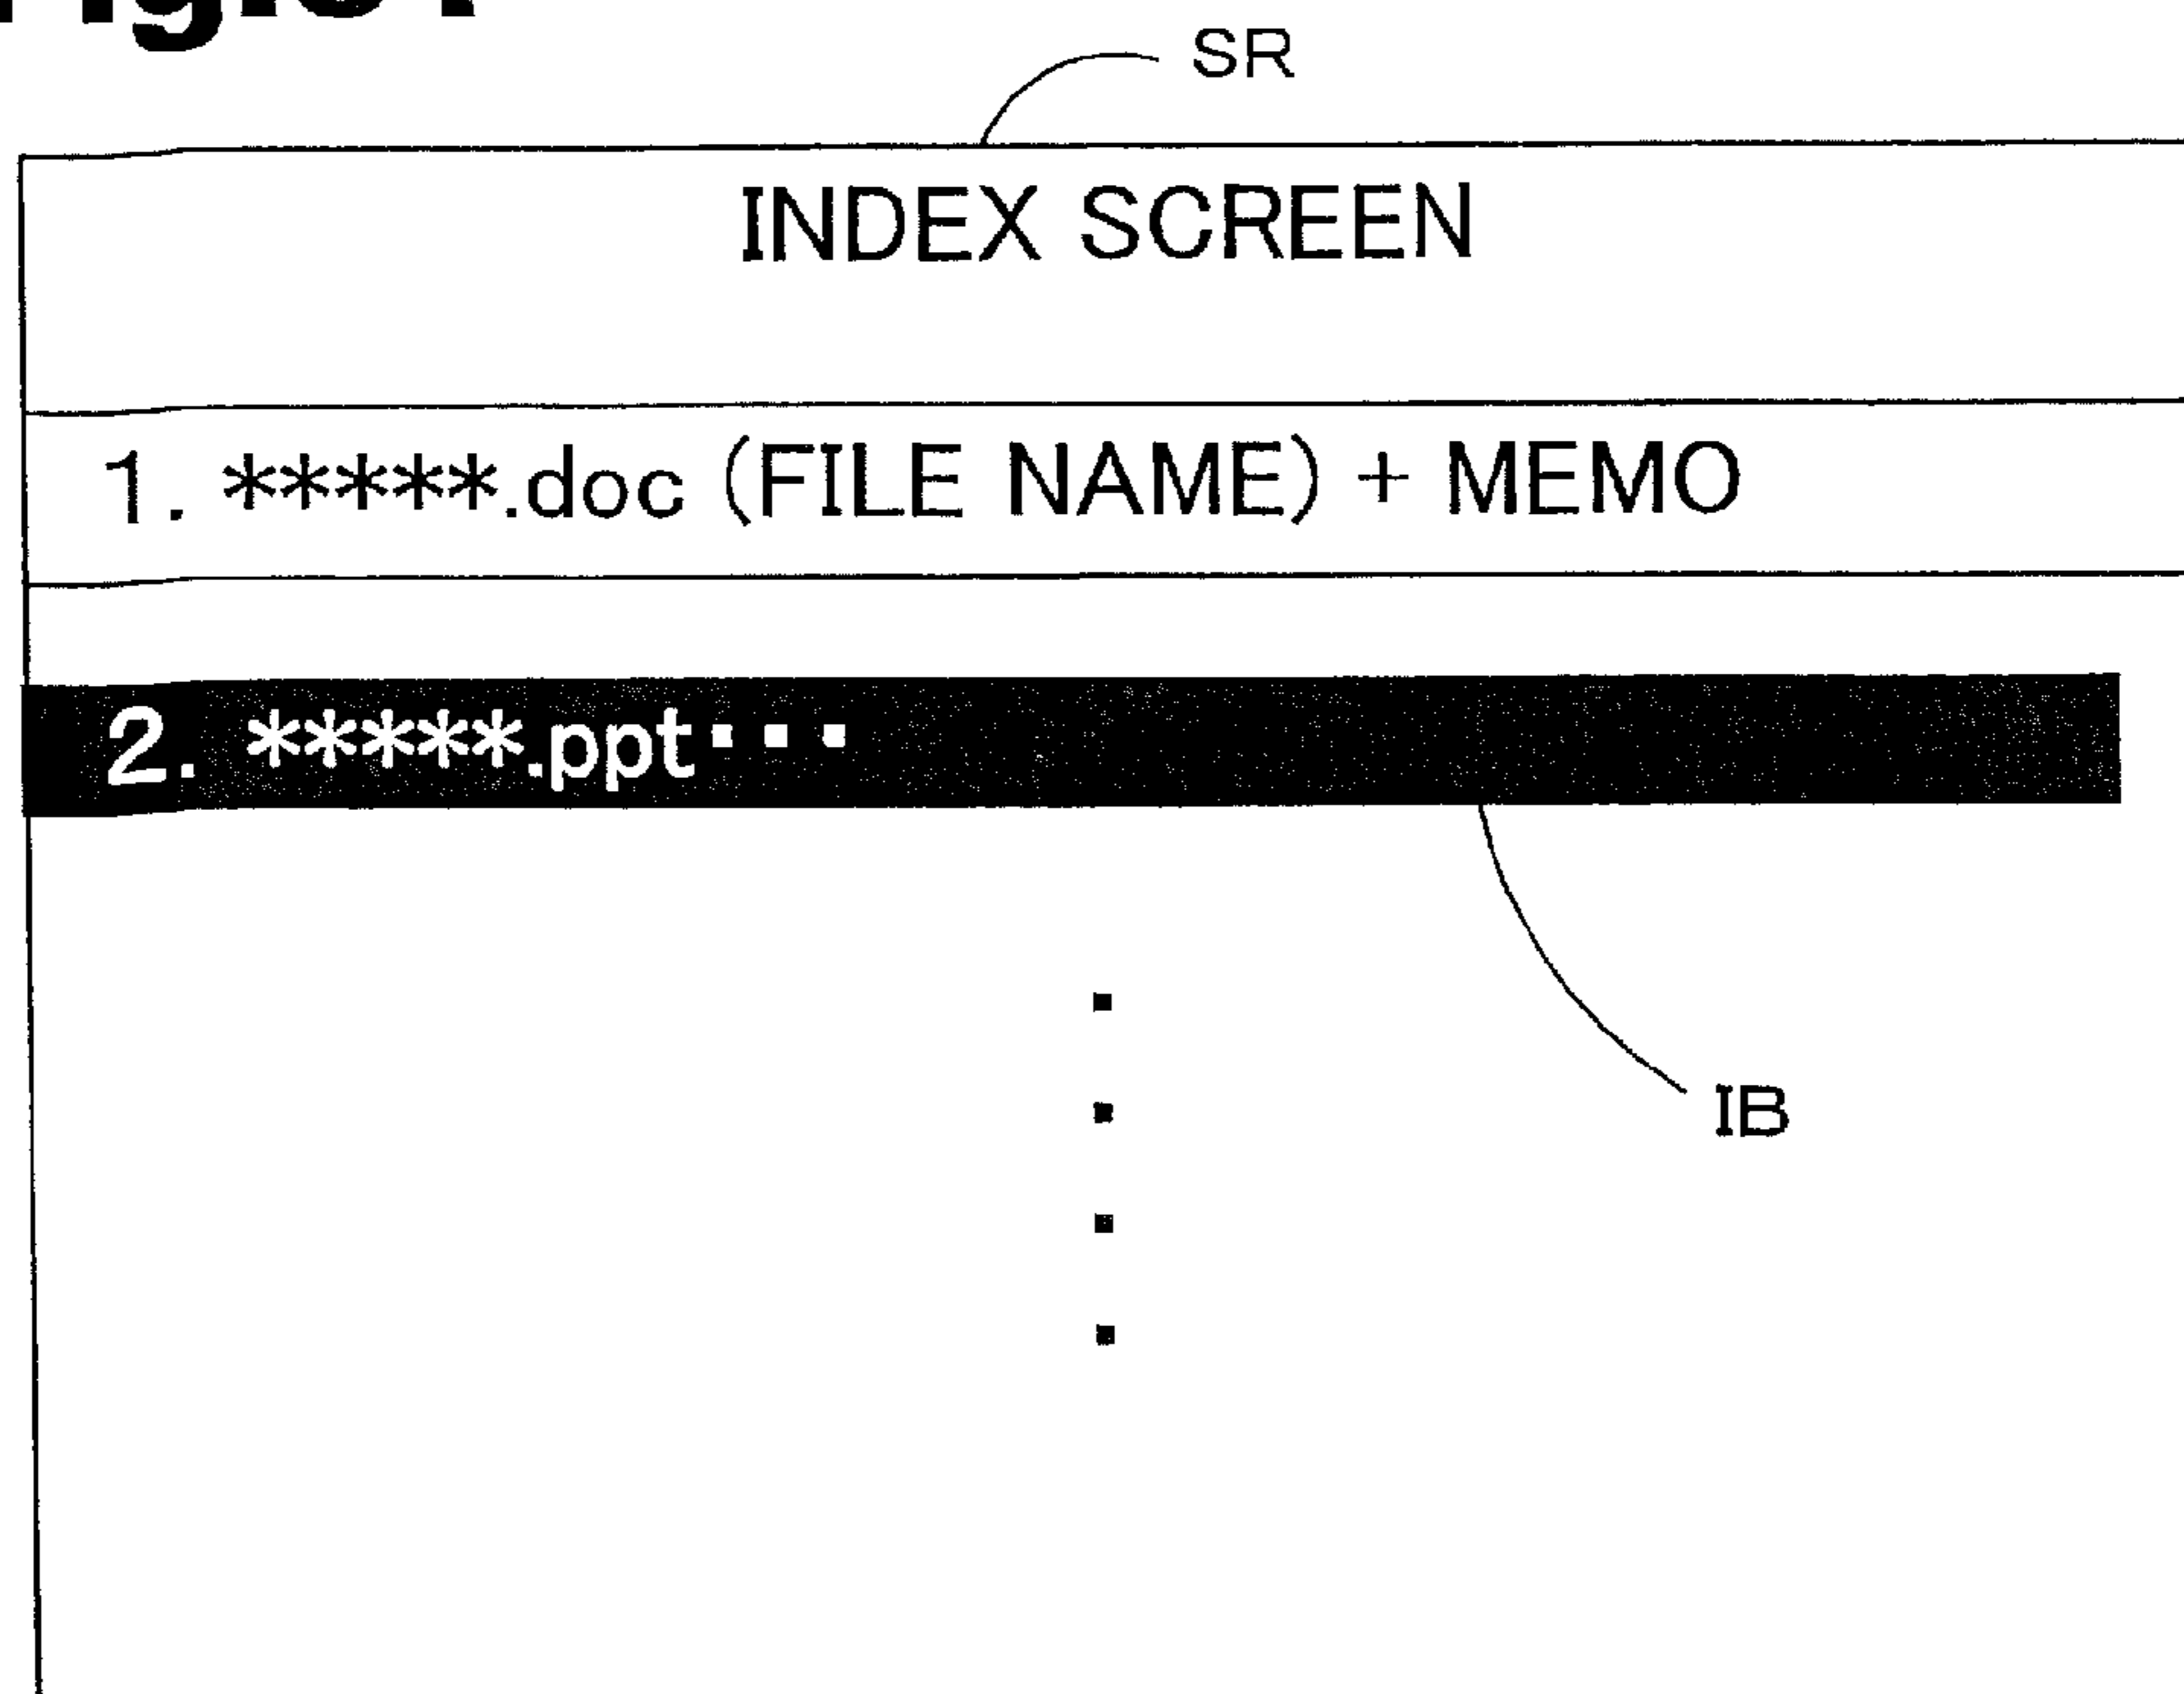 SR
INDEX SCREEN
1. *****.doc (FILE NAME) + MEMO
2. *****.ppt･･･
IB